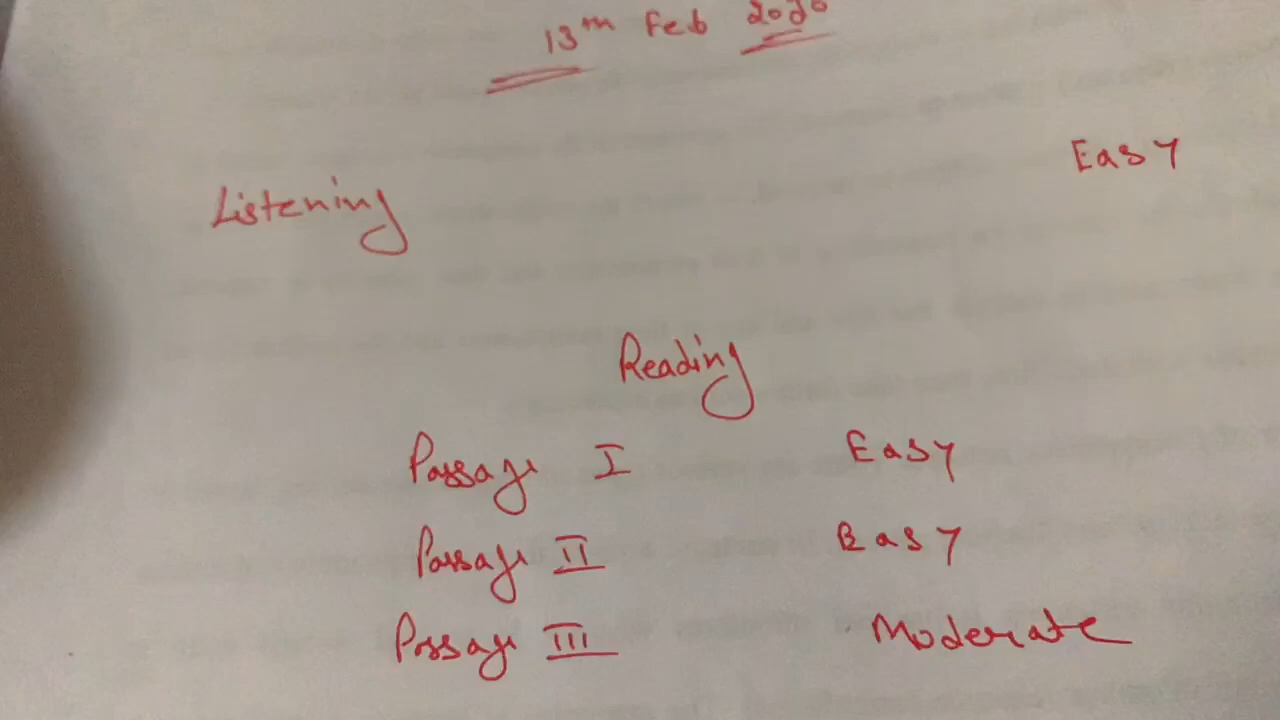 13th Feb 2020
Easy
Listening
Reading
Passage I Easy
Passage II Easy
Passage III Moderate